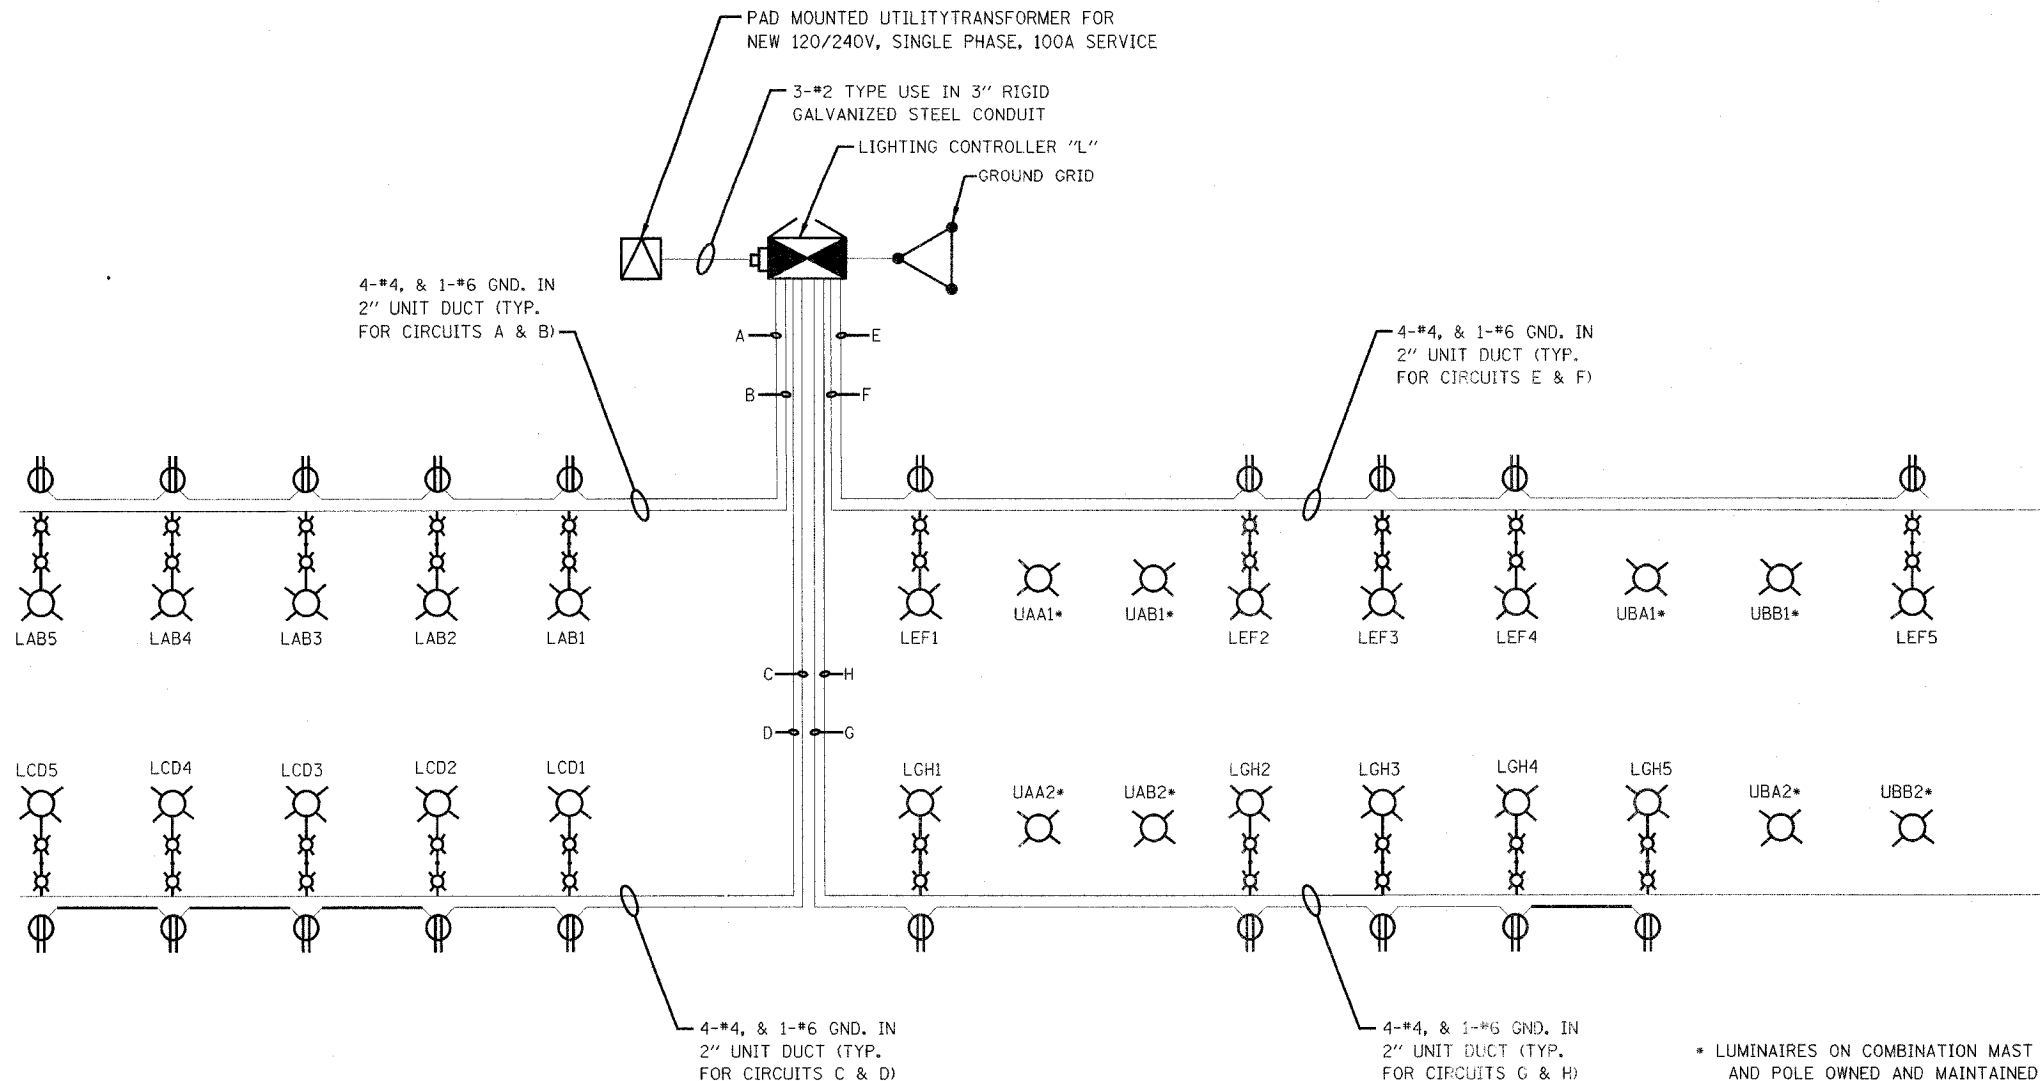 PAD MOUNTED UTILITYTRANSFORMER FOR
NEW 120/240V, SINGLE PHASE, 100A SERVICE
3-#2 TYPE USE IN 3" RIGID
GALVANIZED STEEL CONDUIT
LIGHTING CONTROLLER "L"
GROUND GRID
4-#4, & 1-#6 GND. IN
2" UNIT DUCT (TYP.
FOR CIRCUITS A & B)
A
E
B
F
4-#4, & 1-#6 GND. IN
2" UNIT DUCT (TYP.
FOR CIRCUITS E & F)
LAB5
LAB4
LAB3
LAB2
LAB1
LEF1
UAA1*
UAB1*
LEF2
LEF3
LEF4
UBA1*
UBB1*
LEF5
C
H
D
G
LCD5
LCD4
LCD3
LCD2
LCD1
LGH1
UAA2*
UAB2*
LGH2
LGH3
LGH4
LGH5
UBA2*
UBB2*
4-#4, & 1-#6 GND. IN
2" UNIT DUCT (TYP.
FOR CIRCUITS C & D)
4-#4, & 1-#6 GND. IN
2" UNIT DUCT (TYP.
FOR CIRCUITS G & H)
* LUMINAIRES ON COMBINATION MAST
AND POLE OWNED AND MAINTAINED